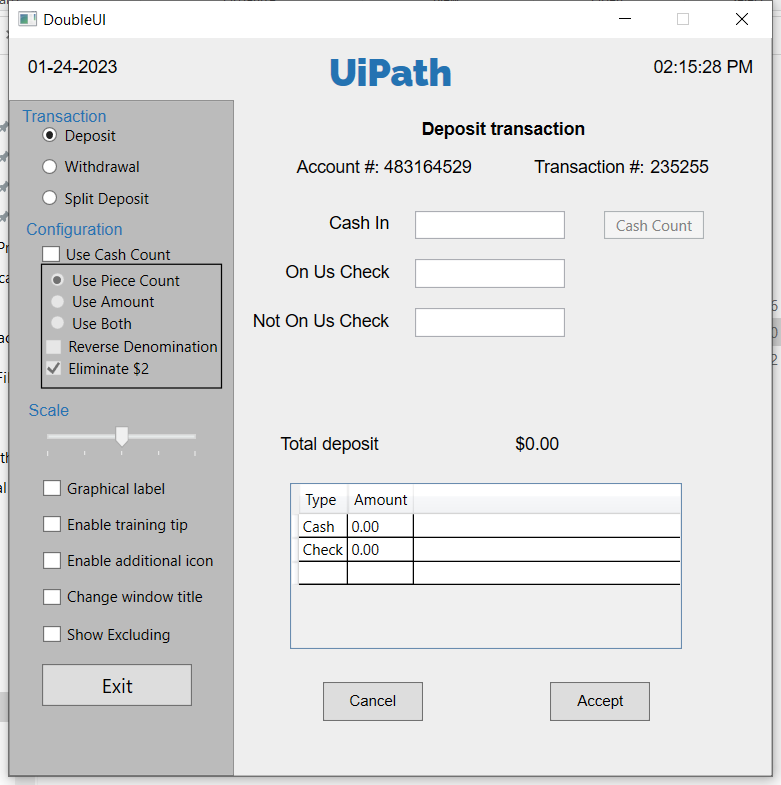 DoubleUI
01-24-2023
UiPath
02:15:28 PM
Transaction
Deposit
Withdrawal
Split Deposit
Configuration
Use Cash Count
Use Piece Count
Use Amount
Use Both
Reverse Denomination
Eliminate $2
Scale
Graphical label
Enable training tip
Enable additional icon
Change window title
Show Excluding
Exit
Deposit transaction
Account #: 483164529 Transaction #: 235255
Cash In Cash Count
On Us Check
Not On Us Check
Total deposit $0.00
Type Amount
Cash 0.00
Check 0.00
Cancel Accept